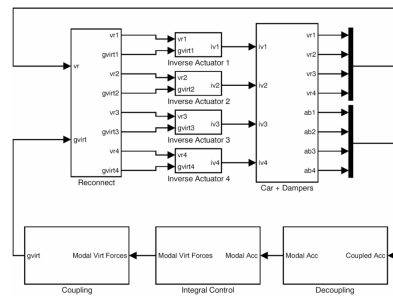 vr
gvirt
vr1
gvirt1
vr2
gvirt2
vr3
gvirt3
vr4
gvirt4
Reconnect
vr1
gvirt1
iv1
Inverse Actuator 1
vr2
gvirt2
iv2
Inverse Actuator 2
vr3
gvirt3
iv3
Inverse Actuator 3
vr4
gvirt4
iv4
Inverse Actuator 4
iv1
iv2
iv3
iv4
vr1
vr2
vr3
vr4
ab1
ab2
ab3
ab4
Car + Dampers
gvirt Modal Virt Forces
Coupling
Modal Virt Forces Modal Acc
Integral Control
Modal Acc Coupled Acc
Decoupling